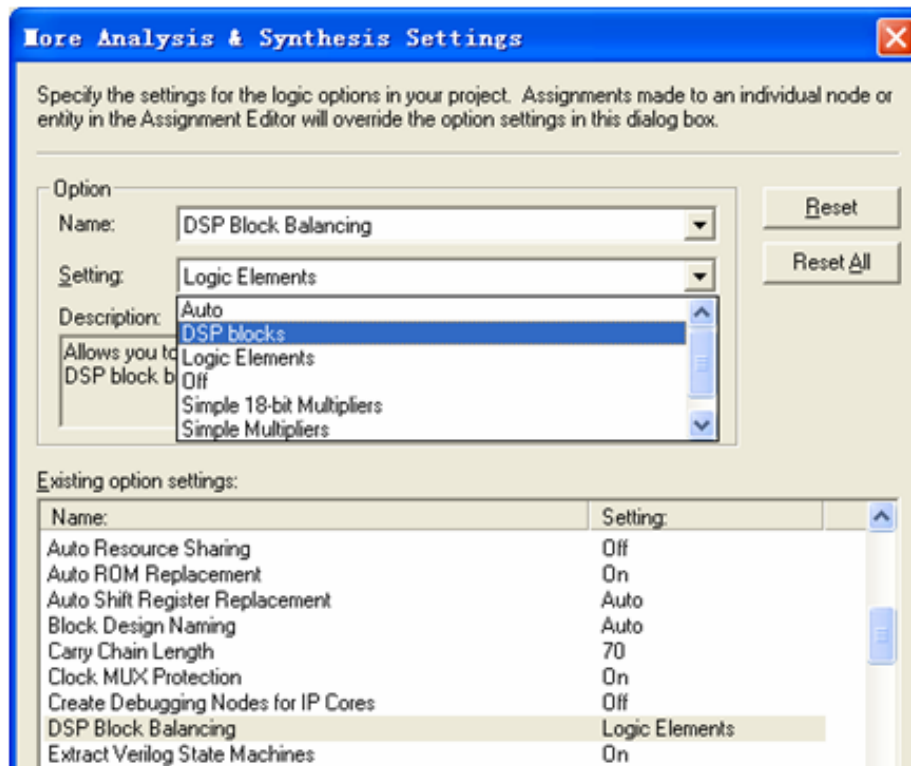 More Analysis & Synthesis Settings
Specify the settings for the logic options in your project. Assignments made to an individual node or
entity in the Assignment Editor will override the option settings in this dialog box.
Option
Name:
DSP Block Balancing
Reset
Setting:
Logic Elements
Reset All
Description:
Auto
DSP blocks
Allows you to
Logic Elements
DSP block b
Off
Simple 18-bit Multipliers
Simple Multipliers
Existing option settings:
Name: Setting:
Auto Resource Sharing Off
Auto ROM Replacement On
Auto Shift Register Replacement Auto
Block Design Naming Auto
Carry Chain Length 70
Clock MUX Protection On
Create Debugging Nodes for IP Cores Off
DSP Block Balancing Logic Elements
Extract Verilog State Machines On